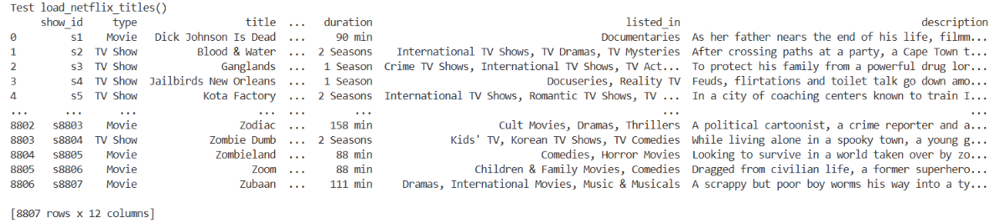 Test load_netflix_titles()
show_id type title ... duration listed_in description
0 s1 Movie Dick Johnson Is Dead ... 90 min Documentaries As her father nears the end of his life, filmm...
1 s2 TV Show Blood & Water ... 2 Seasons International TV Shows, TV Dramas, TV Mysteries After crossing paths at a party, a Cape Town t...
2 s3 TV Show Ganglands ... 1 Season Crime TV Shows, International TV Shows, TV Act... To protect his family from a powerful drug lor...
3 s4 TV Show Jailbirds New Orleans ... 1 Season Docuseries, Reality TV Feuds, flirtations and toilet talk go down amo...
4 s5 TV Show Kota Factory ... 2 Seasons International TV Shows, Romantic TV Shows, TV ... In a city of coaching centers known to train I...
... ... ... ... ... ... ... ...
8802 s8803 Movie Zodiac ... 158 min Cult Movies, Dramas, Thrillers A political cartoonist, a crime reporter and a...
8803 s8804 TV Show Zombie Dumb ... 2 Seasons Kids' TV, Korean TV Shows, TV Comedies While living alone in a spooky town, a young g...
8804 s8805 Movie Zombieland ... 88 min Comedies, Horror Movies Looking to survive in a world taken over by zo...
8805 s8806 Movie Zoom ... 88 min Children & Family Movies, Comedies Dragged from civilian life, a former superhero...
8806 s8807 Movie Zubaan ... 111 min Dramas, International Movies, Music & Musicals A scrappy but poor boy worms his way into a ty...
[8807 rows x 12 columns]